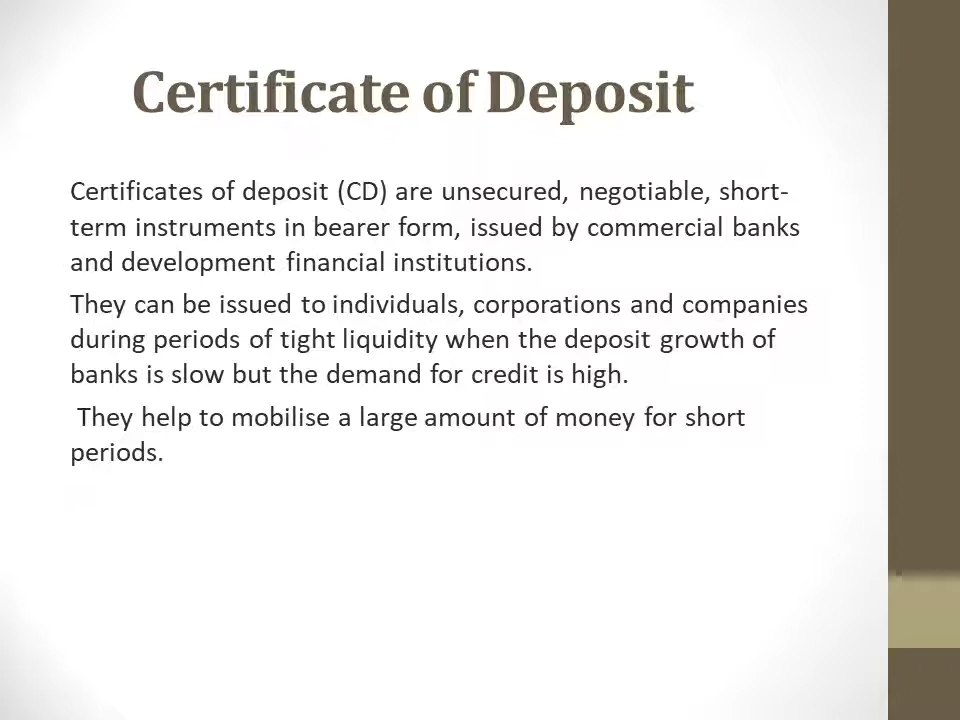 Certificate of Deposit
Certificates of deposit (CD) are unsecured, negotiable, short-
term instruments in bearer form, issued by commercial banks
and development financial institutions.
They can be issued to individuals, corporations and companies
during periods of tight liquidity when the deposit growth of
banks is slow but the demand for credit is high.
They help to mobilise a large amount of money for short
periods.